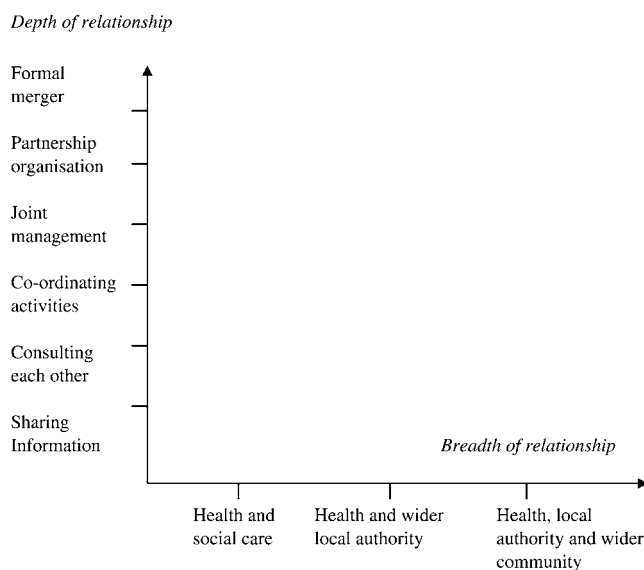 Depth of relationship
Formal
merger
Partnership
organisation
Joint
management
Co-ordinating
activities
Consulting
each other
Sharing
Information
Breadth of relationship
Health and
social care
Health and wider
local authority
Health, local
authority and wider
community